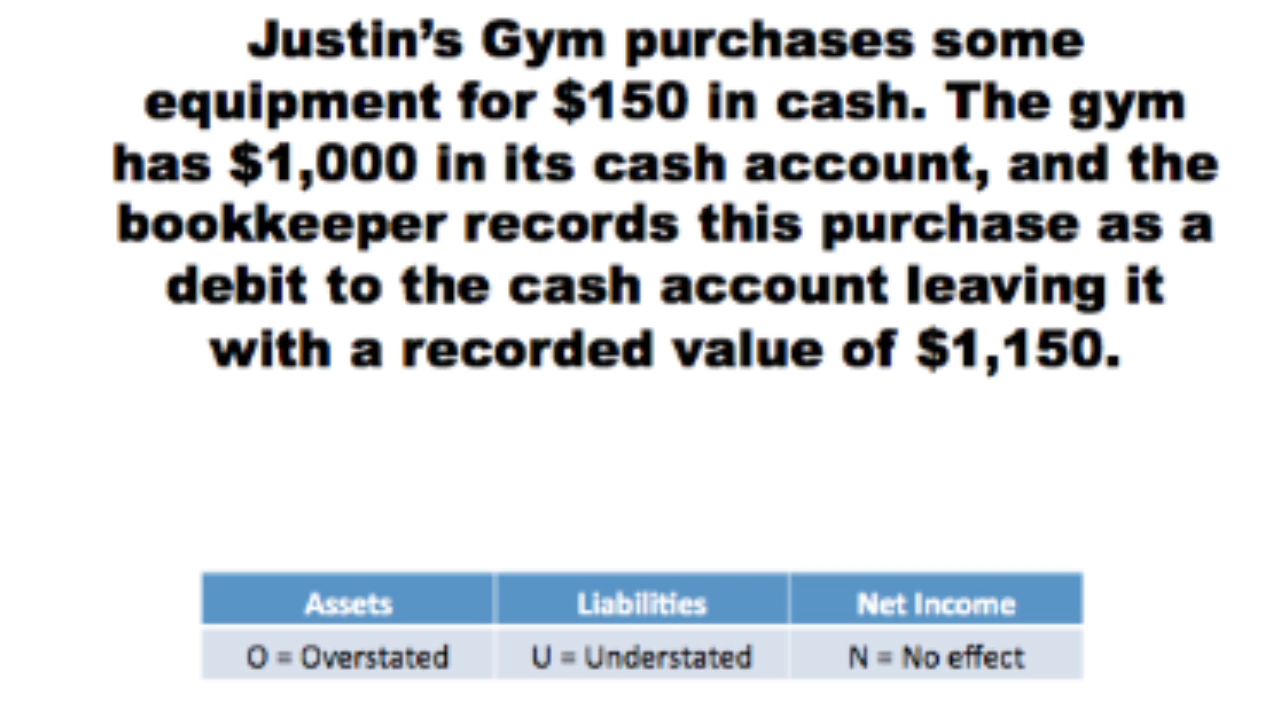 Justin’s Gym purchases some
equipment for $150 in cash. The gym
has $1,000 in its cash account, and the
bookkeeper records this purchase as a
debit to the cash account leaving it
with a recorded value of $1,150.
Assets Liabilities Net Income
O = Overstated U = Understated N = No effect